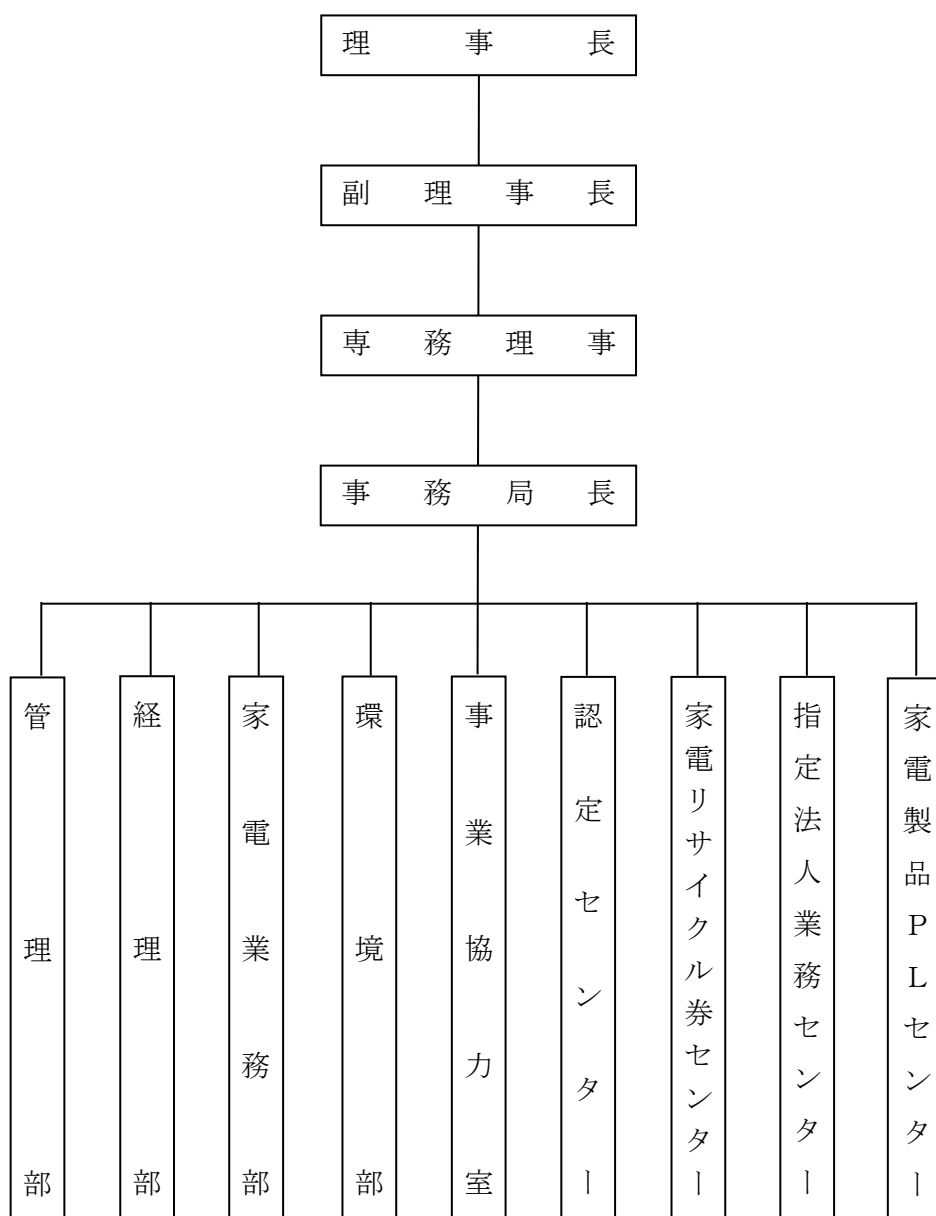 理事長
副理事長
専務理事
事務局長
管理部
経理部
家電業務部
環境部
事業協力室
認定センター
家電リサイクル券センター
指定法人業務センター
家電製品PLセンター